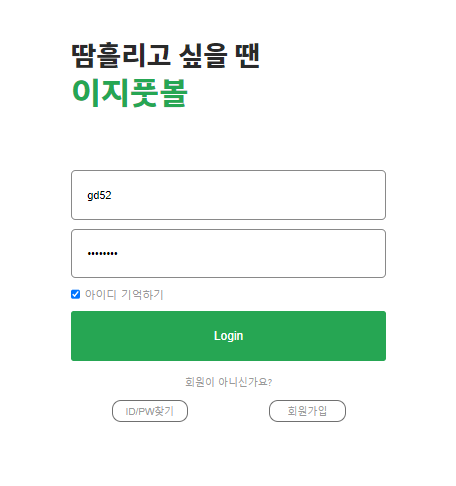 땀흘리고 싶을 땐
이지풋볼
gd52
••••••••
아이디 기억하기
Login
회원이 아니신가요?
ID/PW찾기 회원가입